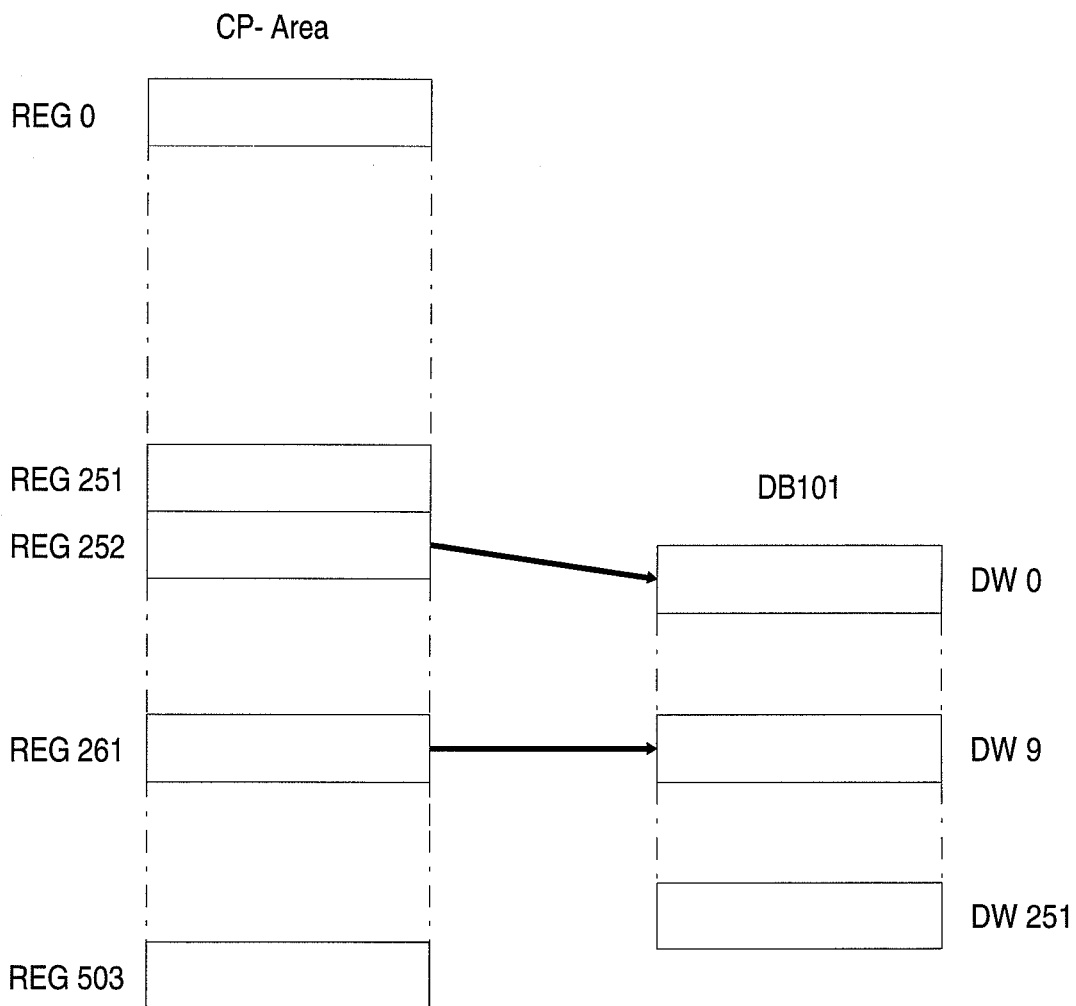 CP- Area
REG 0
REG 251
DB101
REG 252
DW 0
REG 261
DW 9
DW 251
REG 503